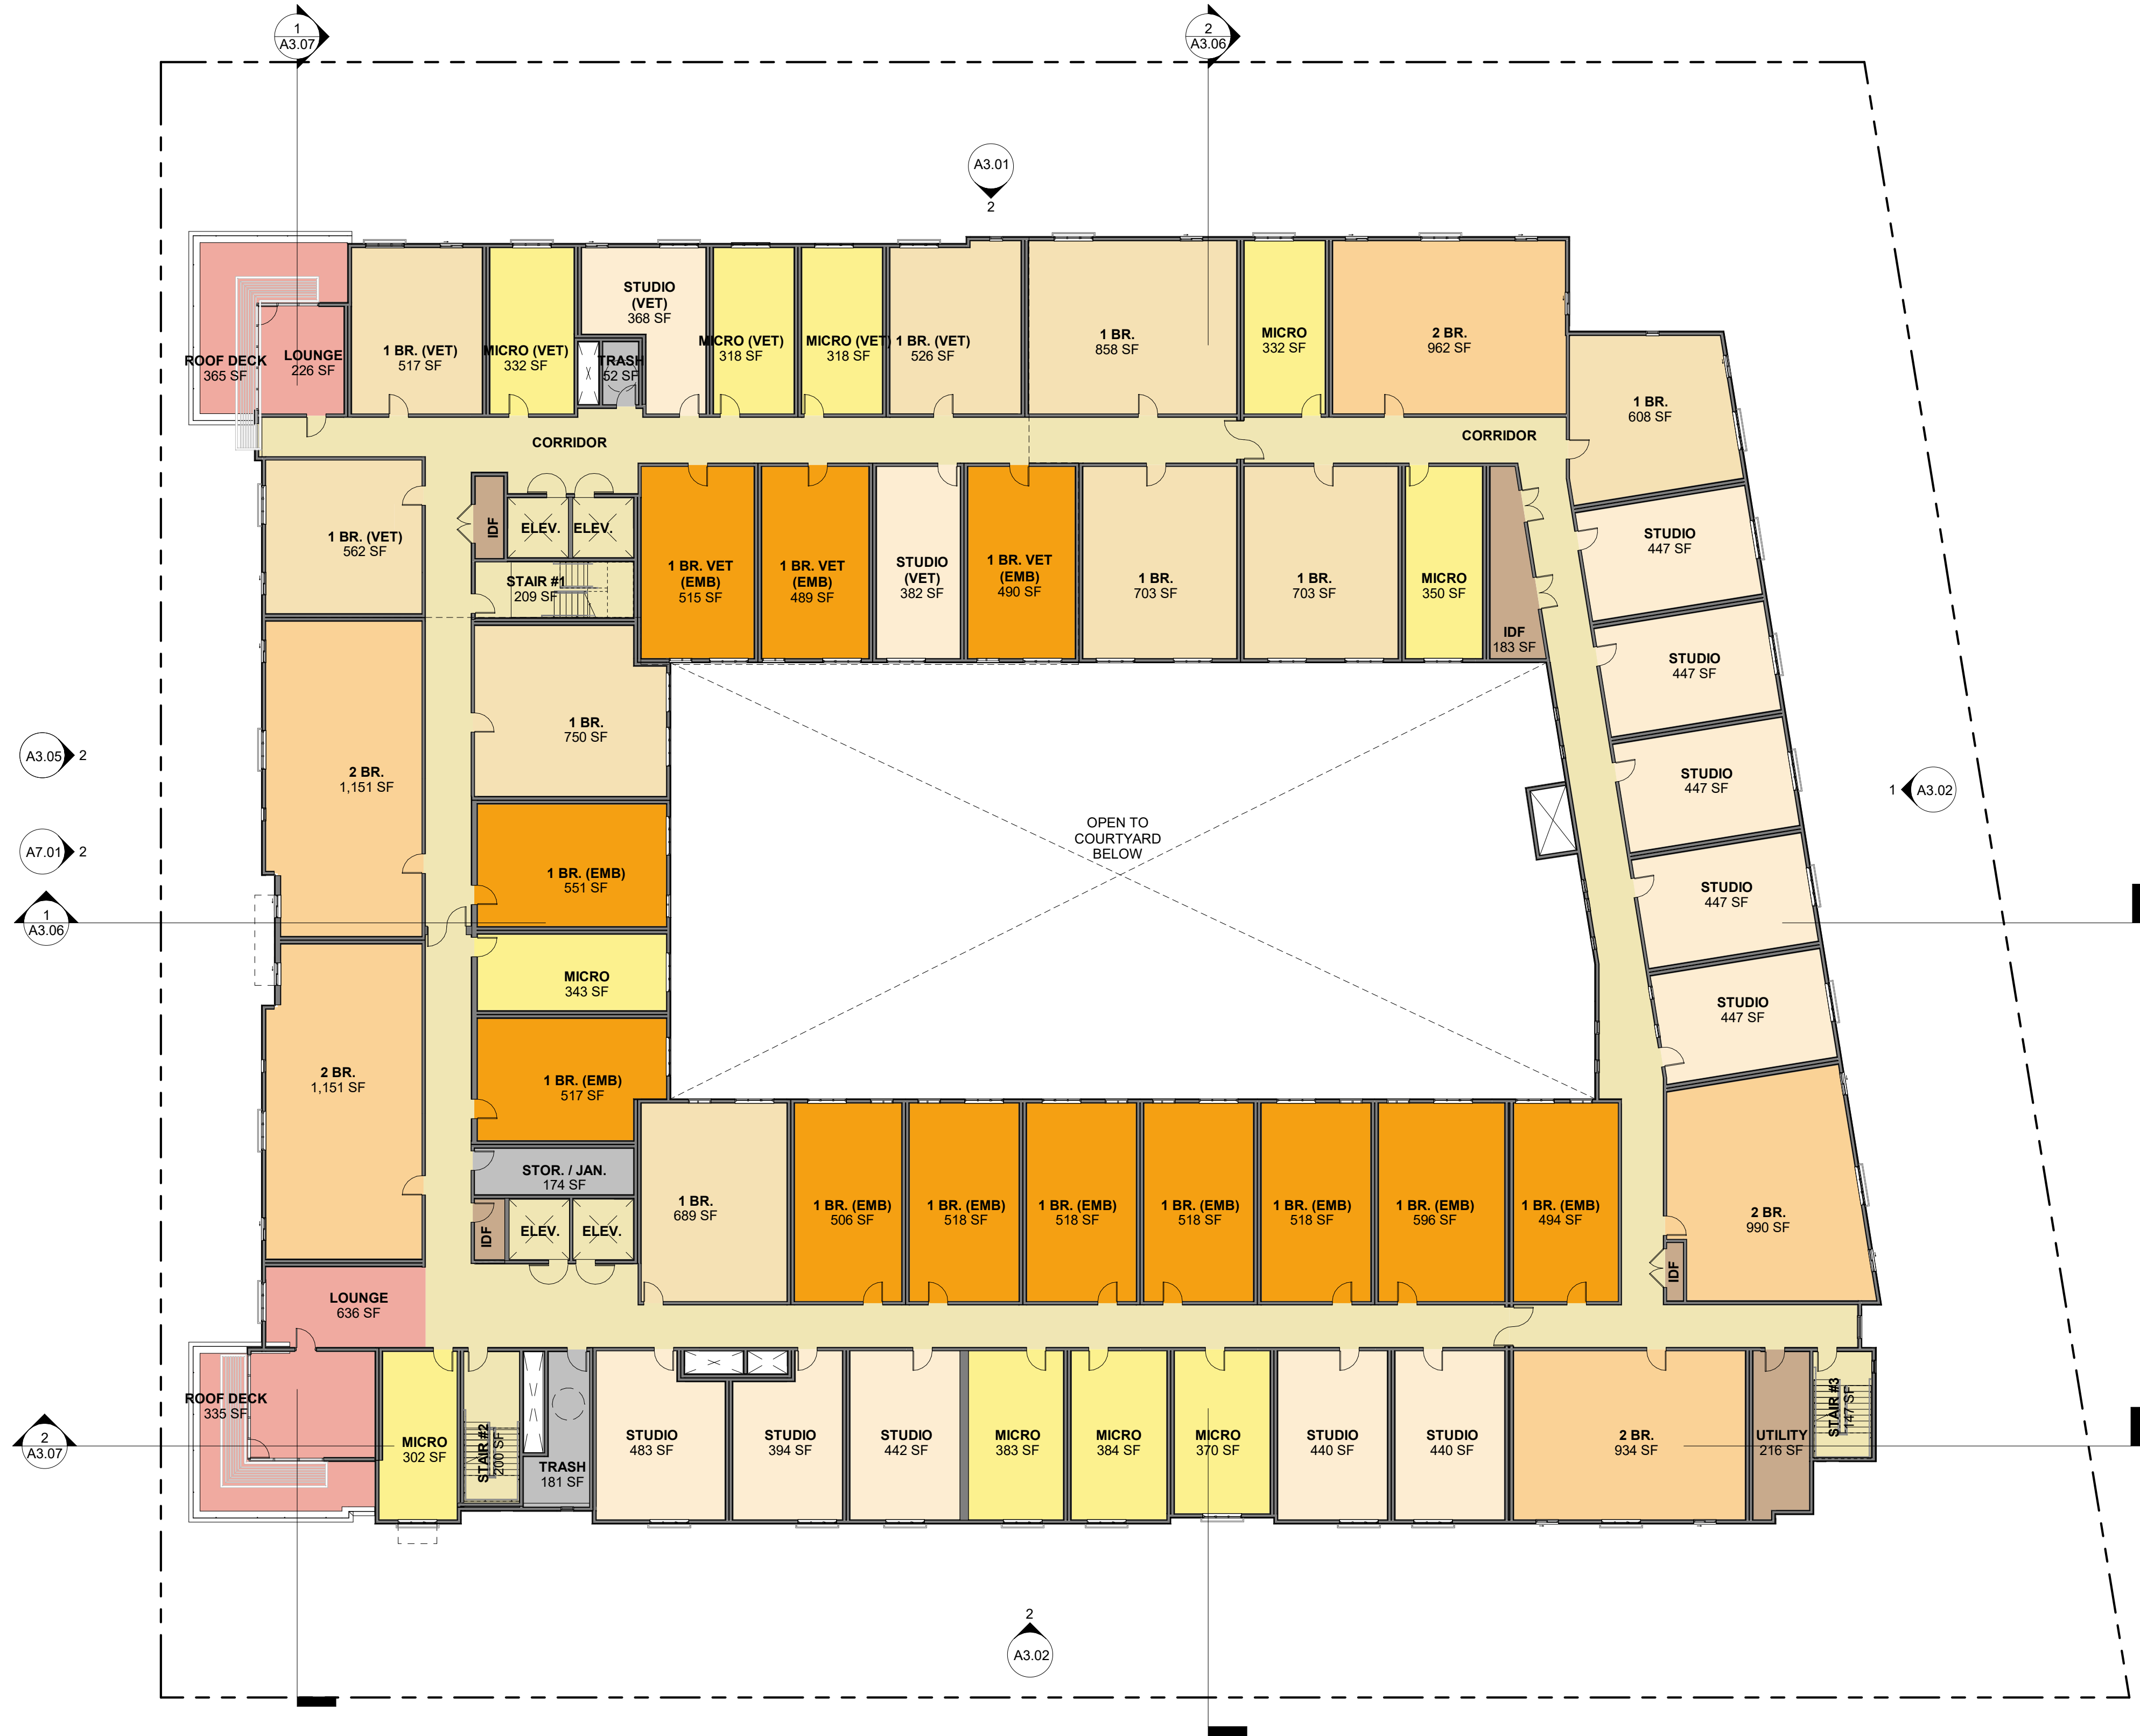 1
A3.07
2
A3.06
A3.01
2
ROOF DECK
365 SF
LOUNGE
226 SF
1 BR. (VET)
517 SF
MICRO (VET)
332 SF
STUDIO
(VET)
368 SF
TRASH
52 SF
MICRO (VET)
318 SF
MICRO (VET)
318 SF
1 BR. (VET)
526 SF
1 BR.
858 SF
MICRO
332 SF
2 BR.
962 SF
1 BR.
608 SF
CORRIDOR
CORRIDOR
1 BR. (VET)
562 SF
IDF
ELEV.
ELEV.
STAIR #1
209 SF
1 BR. VET
(EMB)
515 SF
1 BR. VET
(EMB)
489 SF
STUDIO
(VET)
382 SF
1 BR. VET
(EMB)
490 SF
1 BR.
703 SF
1 BR.
703 SF
MICRO
350 SF
IDF
183 SF
STUDIO
447 SF
STUDIO
447 SF
STUDIO
447 SF
STUDIO
447 SF
STUDIO
447 SF
A3.05
2
A7.01
2
1
A3.06
1
A3.02
2 BR.
1,151 SF
1 BR.
750 SF
1 BR. (EMB)
551 SF
MICRO
343 SF
1 BR. (EMB)
517 SF
OPEN TO
COURTYARD
BELOW
2 BR.
1,151 SF
STOR. / JAN.
174 SF
IDF
ELEV.
ELEV.
1 BR.
689 SF
1 BR. (EMB)
506 SF
1 BR. (EMB)
518 SF
1 BR. (EMB)
518 SF
1 BR. (EMB)
518 SF
1 BR. (EMB)
518 SF
1 BR. (EMB)
596 SF
1 BR. (EMB)
494 SF
2 BR.
990 SF
IDF
LOUNGE
636 SF
ROOF DECK
335 SF
MICRO
302 SF
STAIR #2
200 SF
TRASH
181 SF
STUDIO
483 SF
STUDIO
394 SF
STUDIO
442 SF
MICRO
383 SF
MICRO
384 SF
MICRO
370 SF
STUDIO
440 SF
STUDIO
440 SF
2 BR.
934 SF
UTILITY
216 SF
STAIR #3
147 SF
2
A3.07
2
A3.02